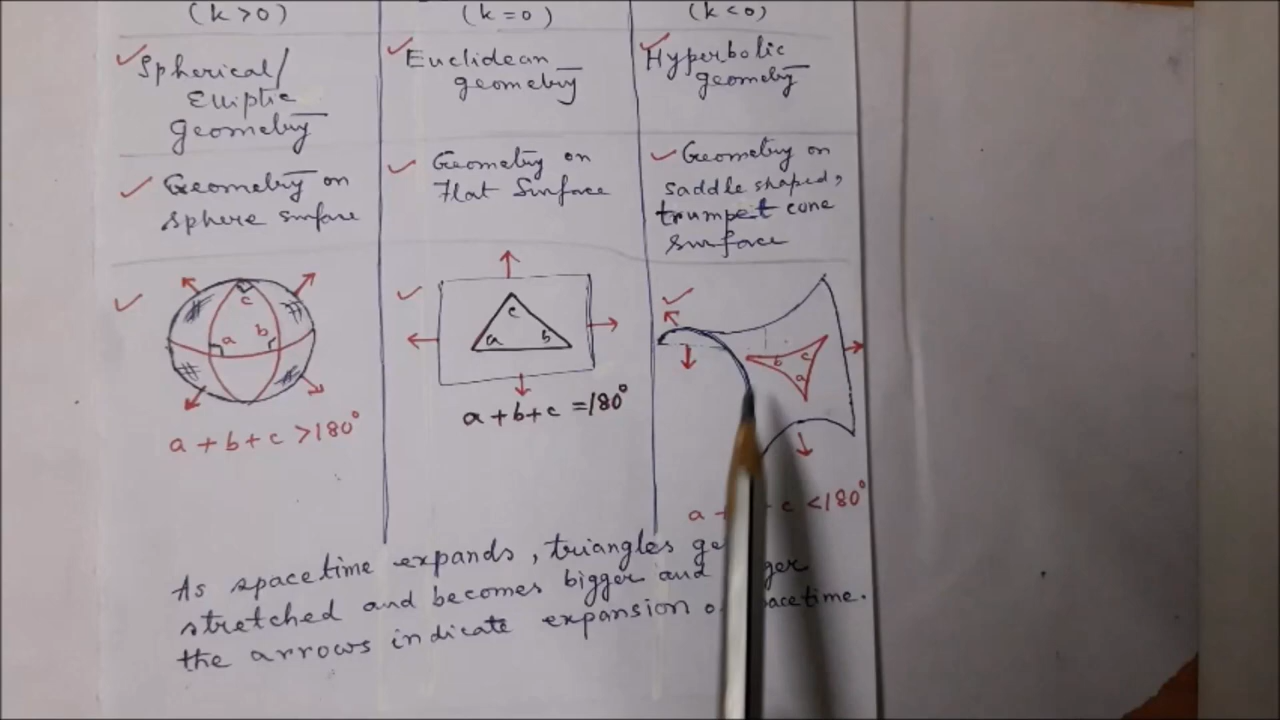 (k > 0)
Spherical/
Elliptic
geometry
Geometry on
sphere surface
c
a
b
a + b + c > 180°
(k = 0)
Euclidean
geometry
Geometry on
Flat Surface
c
a
b
a + b + c = 180°
(k < 0)
Hyperbolic
geometry
Geometry on
saddle shaped,
trumpet cone
surface
b
c
a
a + c < 180°
As spacetime expands, triangles
stretched and becomes bigger and
the arrows indicate expansion